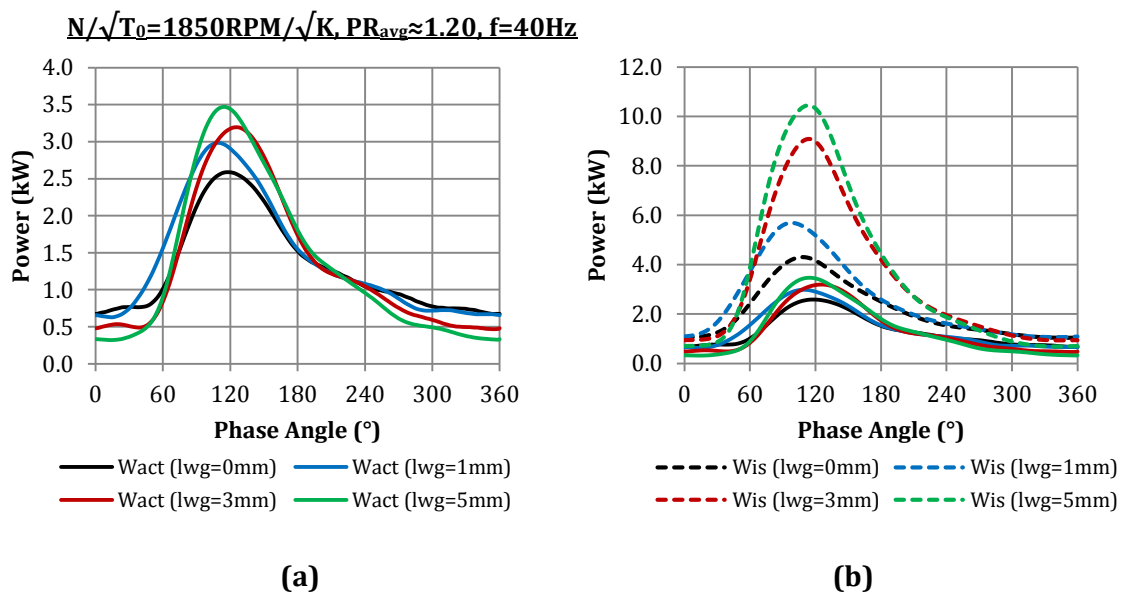 N/√T₀=1850RPM/√K, PRavg≈1.20, f=40Hz
4.0
3.5
3.0
2.5
2.0
1.5
1.0
0.5
0.0
Power (kW)
0 60 120 180 240 300 360
Phase Angle (°)
Wact (lwg=0mm) Wact (lwg=1mm)
Wact (lwg=3mm) Wact (lwg=5mm)
(a)
12.0
10.0
8.0
6.0
4.0
2.0
0.0
Power (kW)
0 60 120 180 240 300 360
Phase Angle (°)
Wis (lwg=0mm) Wis (lwg=1mm)
Wis (lwg=3mm) Wis (lwg=5mm)
(b)